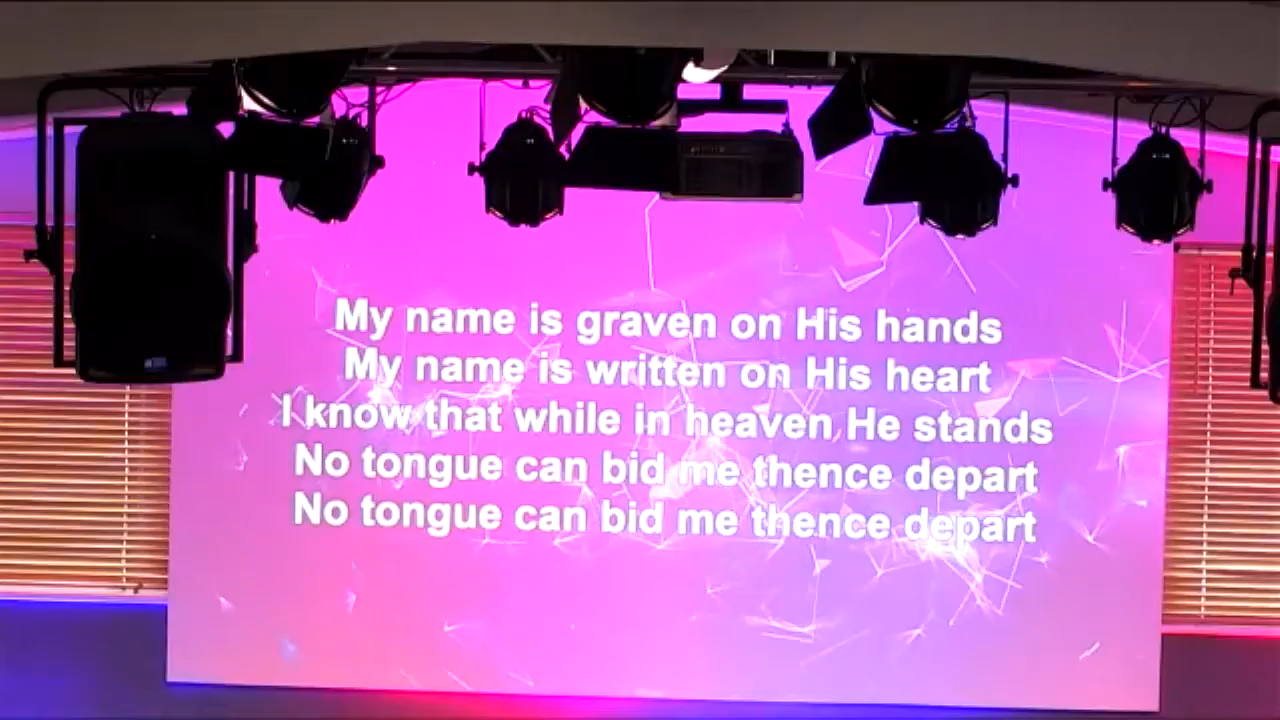 My name is graven on His hands
My name is written on His heart
I know that while in heaven He stands
No tongue can bid me thence depart
No tongue can bid me thence depart